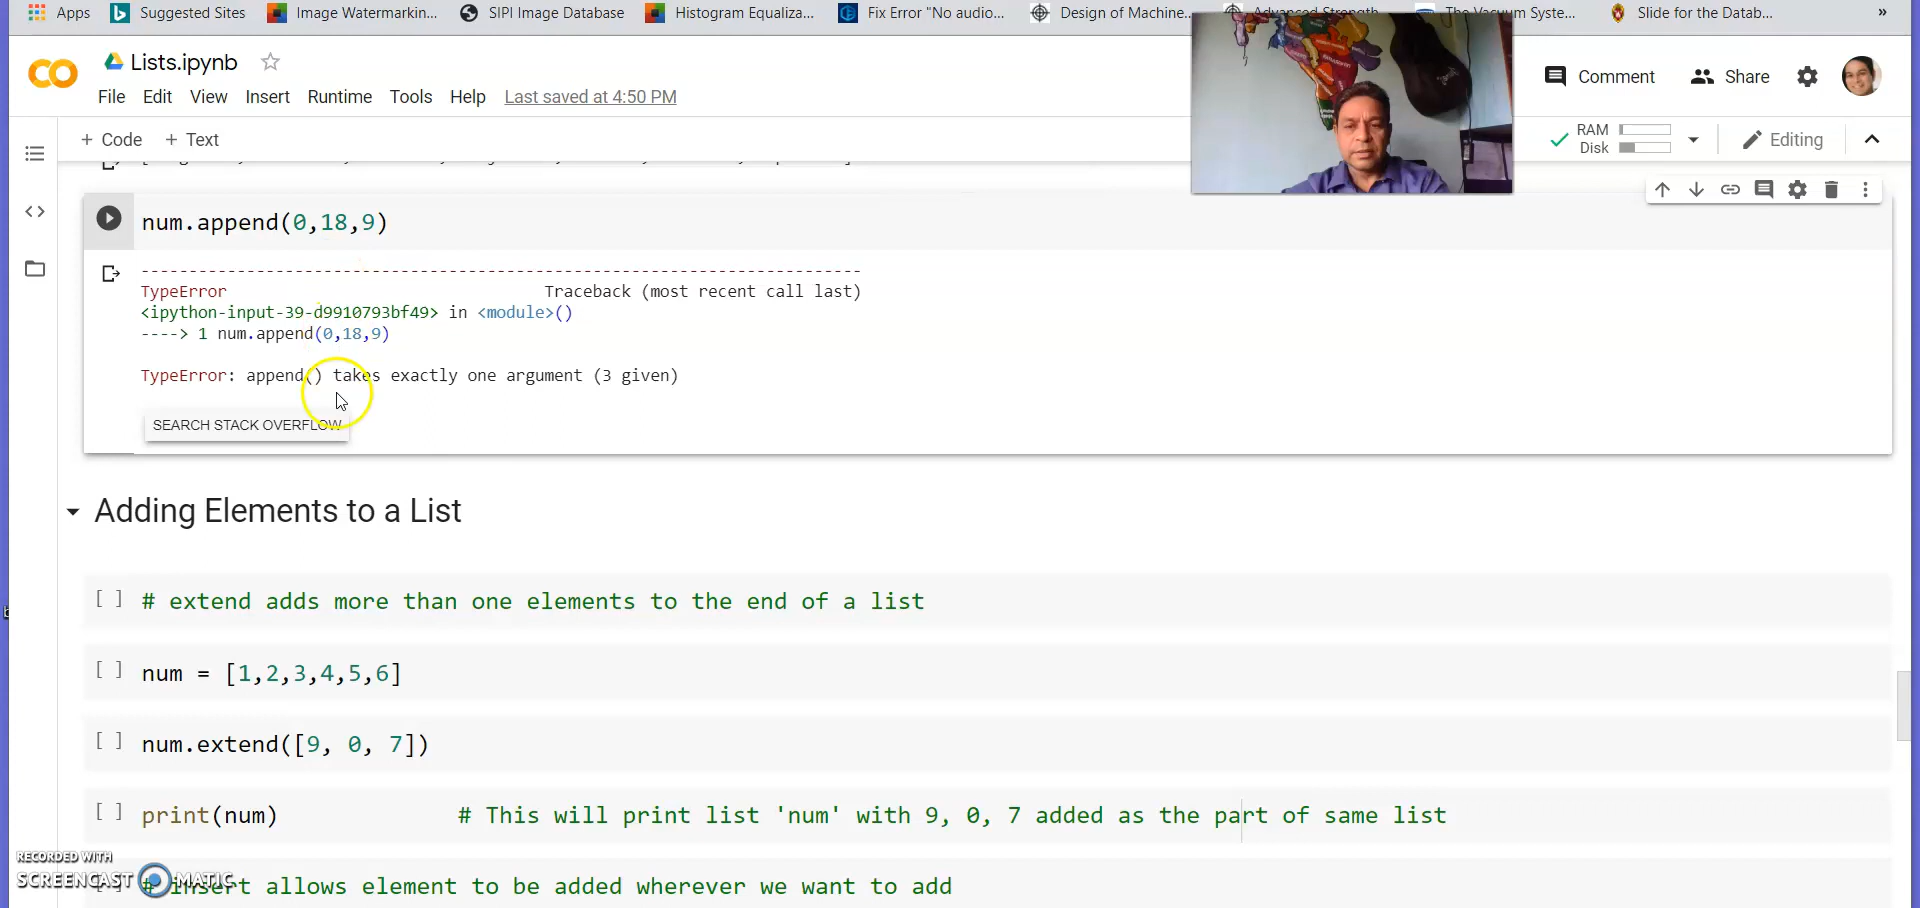 Apps Suggested Sites Image Watermarkin... SIPI Image Database Histogram Equaliza... Fix Error "No audio... Design of Machine... Advanced Strength The Vacuum Syste... Slide for the Datab... »
CO Lists.ipynb
File Edit View Insert Runtime Tools Help Last saved at 4:50 PM
Comment Share
+ Code + Text
RAM
Disk
Editing
num.append(0,18,9)
---------------------------------------------------------------------------
TypeError Traceback (most recent call last)
<ipython-input-39-d9910793bf49> in <module>()
----> 1 num.append(0,18,9)
TypeError: append() takes exactly one argument (3 given)
SEARCH STACK OVERFLOW
Adding Elements to a List
[ ] # extend adds more than one elements to the end of a list
[ ] num = [1,2,3,4,5,6]
[ ] num.extend([9, 0, 7])
[ ] print(num) # This will print list 'num' with 9, 0, 7 added as the part of same list
RECORDED WITH
SCREENCAST MATIC
# insert allows element to be added wherever we want to add